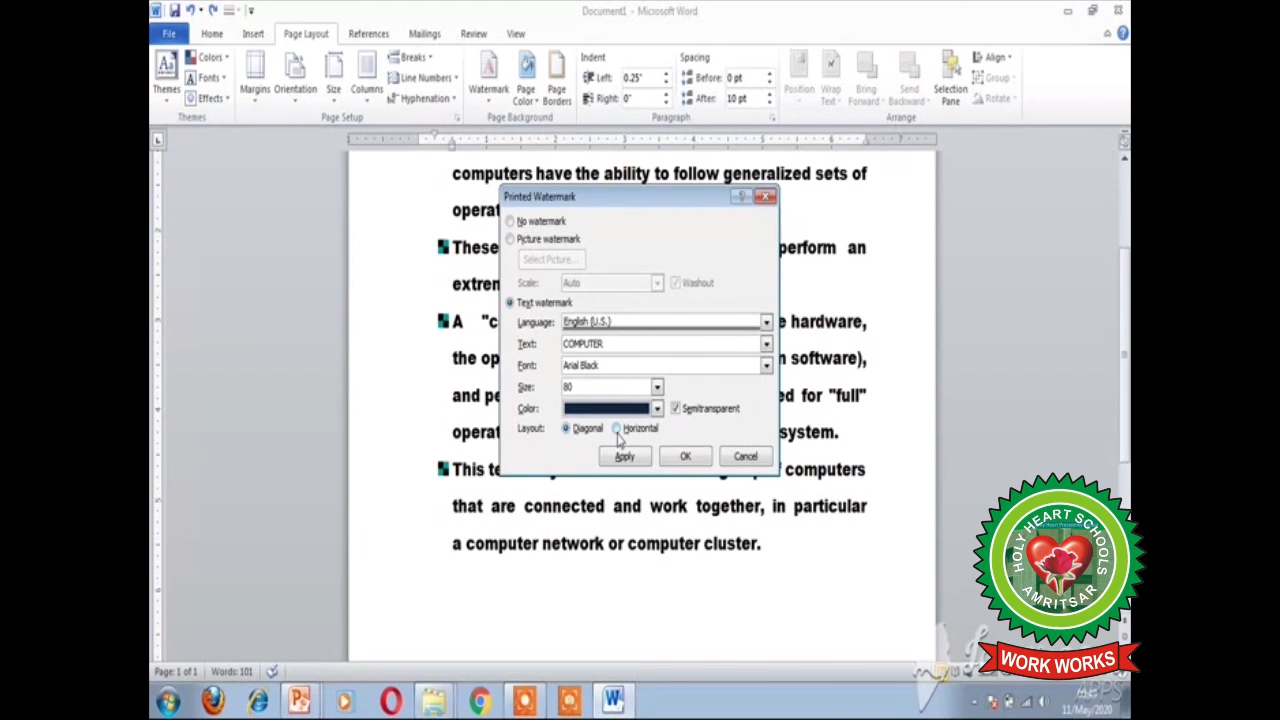 Document1 - Microsoft Word
File Home Insert Page Layout References Mailings Review View
Themes
Colors
Fonts
Effects
Themes
Margins Orientation Size Columns
Breaks
Line Numbers
Hyphenation
Page Setup
Watermark Page Color Page Borders
Page Background
Indent
Left: 0.25"
Right: 0"
Spacing
Before: 0 pt
After: 10 pt
Paragraph
Position Wrap Text Bring Forward Send Backward Selection Pane
Align
Group
Rotate
Arrange
computers have the ability to follow generalized sets of
operat
These perform an
extren
A "c e hardware,
the op n software),
and pe ed for "full"
operat system.
This te f computers
that are connected and work together, in particular
a computer network or computer cluster.
Printed Watermark
No watermark
Picture watermark
Select Picture...
Scale: Auto Washout
Text watermark
Language: English (U.S.)
Text: COMPUTER
Font: Arial Black
Size: 80
Color: Semitransparent
Layout: Diagonal Horizontal
Apply OK Cancel
HOLY HEART SCHOOLS
AMRITSAR
WORK WORKS
Page: 1 of 1 Words: 101
11/May/2020